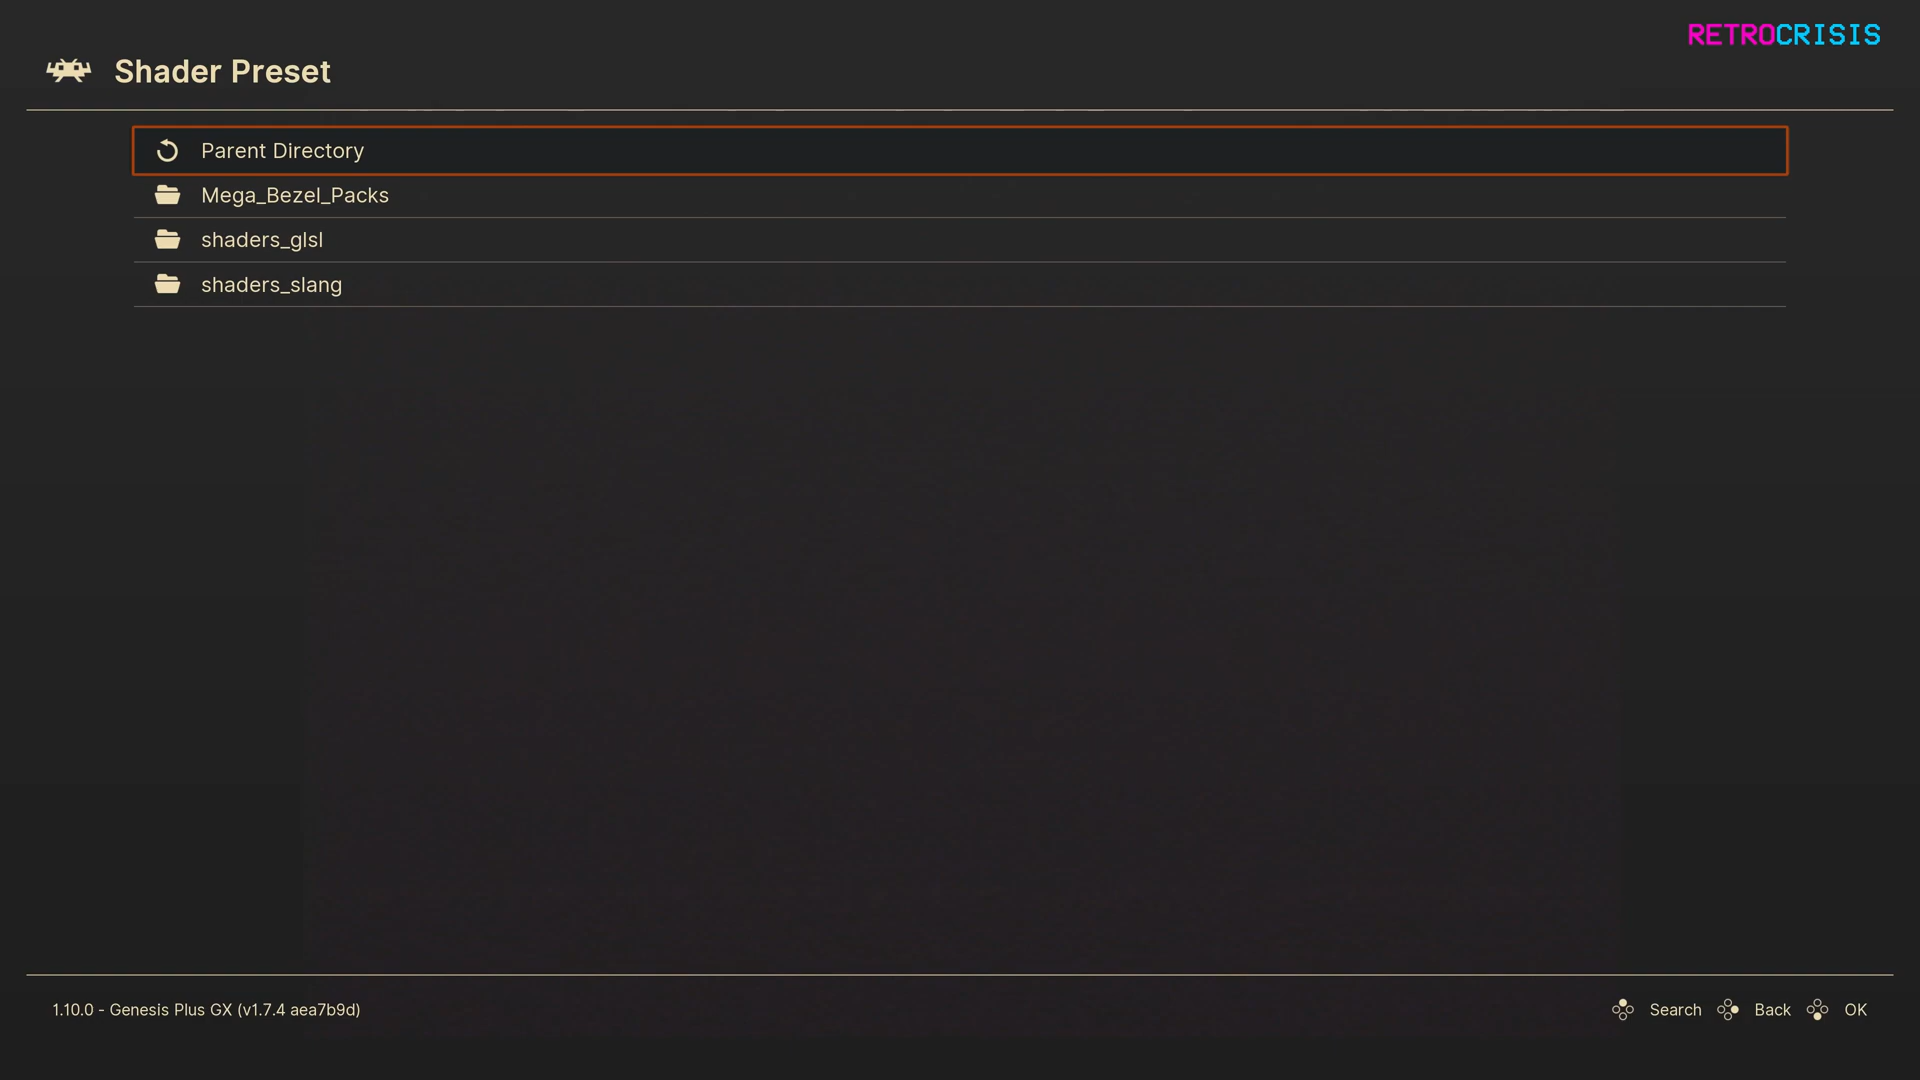 RETROCRISIS
Shader Preset
Parent Directory
Mega_Bezel_Packs
shaders_glsl
shaders_slang
1.10.0 - Genesis Plus GX (v1.7.4 aea7b9d)
Search Back OK